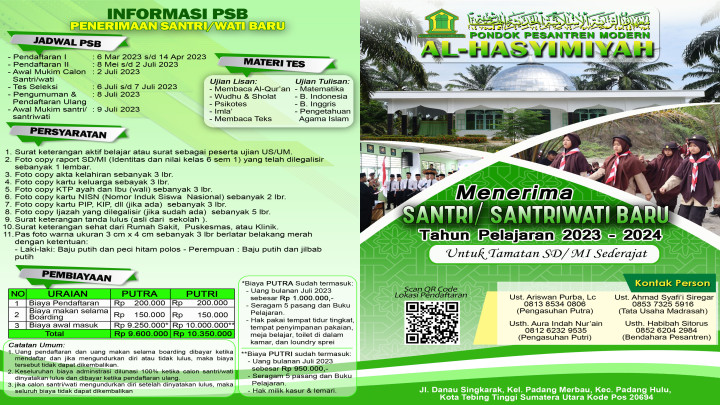 INFORMASI PSB
PENERIMAAN SANTRI/WATI BARU
JADWAL PSB
- Pendaftaran I : 6 Mar 2023 s/d 14 Apr 2023
- Pendaftaran II : 8 Mei s/d 2 Juli 2023
- Awal Mukim Calon : 2 Juli 2023
Santri/wati
- Tes Seleksi : 6 Juli s/d 7 Juli 2023
- Pengumuman & : 8 Juli 2023
Pendaftaran Ulang
- Awal Mukim santri/ : 9 Juli 2023
santriwati
MATERI TES
Ujian Lisan:
- Membaca Al-Qur'an
- Wudhu & Sholat
- Psikotes
- Imla'
- Membaca Teks
Ujian Tulisan:
- Matematika
- B. Indonesia
- B. Inggris
- Pengetahuan
Agama Islam
PERSYARATAN
1. Surat keterangan aktif belajar atau surat sebagai peserta ujian US/UM.
2. Foto copy raport SD/MI (Identitas dan nilai kelas 6 sem 1) yang telah dilegalisir
sebanyak 1 lembar.
3. Foto copy akta kelahiran sebanyak 3 lbr.
4. Foto copy kartu keluarga sebayak 3 lbr.
5. Foto copy KTP ayah dan Ibu (wali) sebanyak 3 lbr.
6. Foto copy kartu NISN (Nomor Induk Siswa Nasional) sebanyak 2 lbr.
7. Foto copy kartu PIP, KIP, dll (jika ada) sebanyak 3 lbr.
8. Foto copy Ijazah yang dilegalisir (jika sudah ada) sebanyak 5 lbr.
9. Surat keterangan tanda lulus (asli dari sekolah ).
10. Surat keterangan sehat dari Rumah Sakit, Puskesmas, atau Klinik.
11. Pas foto warna ukuran 3 cm x 4 cm sebanyak 3 lbr berlatar belakang merah
dengan ketentuan:
- Laki-laki: Baju putih dan peci hitam polos - Perempuan : Baju putih dan jilbab
putih
PEMBIAYAAN
NO URAIAN PUTRA PUTRI
1 Biaya Pendaftaran Rp 200.000 Rp 200.000
2 Biaya makan selama Boarding Rp 150.000 Rp 150.000
3 Biaya awal masuk Rp 9.250.000* Rp 10.000.000**
Total Rp 9.600.000 Rp 10.350.000
Catatan Umum:
1. Uang pendaftaran dan uang makan selama boarding dibayar ketika
mendaftar dan jika mengundurkan diri atau tidak lulus, maka biaya
tersebut tidak dapat dikembalikan.
2. Keseluruhan biaya adminstrasi dilunasi 100% ketika calon santri/wati
dinyatakan lulus dan dibayar ketika pendaftaran ulang.
3. jika calon santri/wati mengundurkan diri setelah dinyatakan lulus, maka
seluruh biaya tidak dapat dikembalikan
*Biaya PUTRA Sudah termasuk:
- Uang bulanan Juli 2023
sebesar Rp 1.000.000,-
- Seragam 5 pasang dan Buku
Pelajaran.
- Hak pakai tempat tidur tingkat,
tempat penyimpanan pakaian,
meja belajar, toilet di dalam
kamar, dan loundry sprei
**Biaya PUTRI sudah termasuk:
- Uang bulanan Juli 2023
sebesar Rp 950.000,-
- Seragam 5 pasang dan Buku
Pelajaran.
- Hak milik kasur & lemari.
PONDOK PESANTREN MODERN
AL-HASYIMIYAH
Menerima
SANTRI/ SANTRIWATI BARU
Tahun Pelajaran 2023 - 2024
Untuk Tamatan SD/ MI Sederajat
Scan QR Code
Lokasi Pendaftaran
Kontak Person
Ust. Ariswan Purba, Lc
0813 8534 0806
(Pengasuhan Putra)
Ust. Ahmad Syafi'i Siregar
0853 7325 5916
(Tata Usaha Madrasah)
Usth. Aura Indah Nur'ain
0812 6232 9535
(Pengasuhan Putri)
Usth. Habibah Sitorus
0852 6204 2984
(Bendahara Pesantren)
Jl. Danau Singkarak, Kel. Padang Merbau, Kec. Padang Hulu,
Kota Tebing Tinggi Sumatera Utara Kode Pos 20694